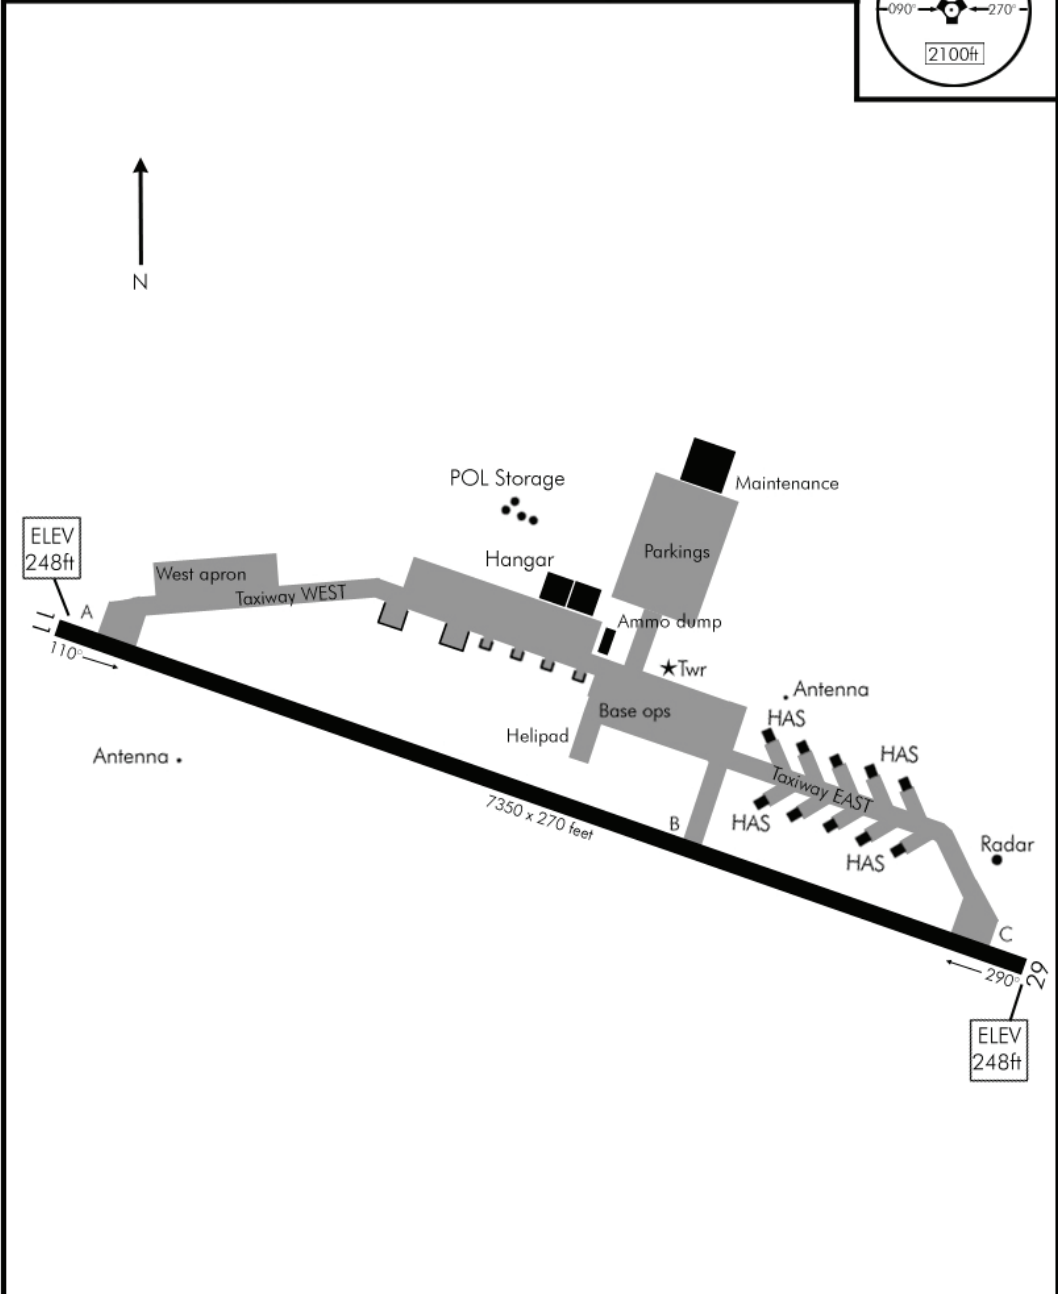 090°
270°
2100ft
N
POL Storage
Maintenance
ELEV
248ft
Parkings
Hangar
West apron
Taxiway WEST
A
Ammo dump
11
110°
Twr
Antenna
Base ops
HAS
Helipad
HAS
Antenna
Taxiway EAST
7350 x 270 feet
B
HAS
HAS
Radar
C
290°
29
ELEV
248ft